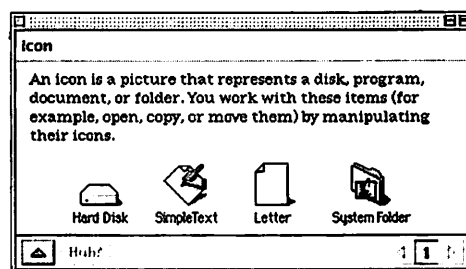 Icon
An icon is a picture that represents a disk, program,
document, or folder. You work with these items (for
example, open, copy, or move them) by manipulating
their icons.
Hard Disk SimpleText Letter System Folder
Huh? 1